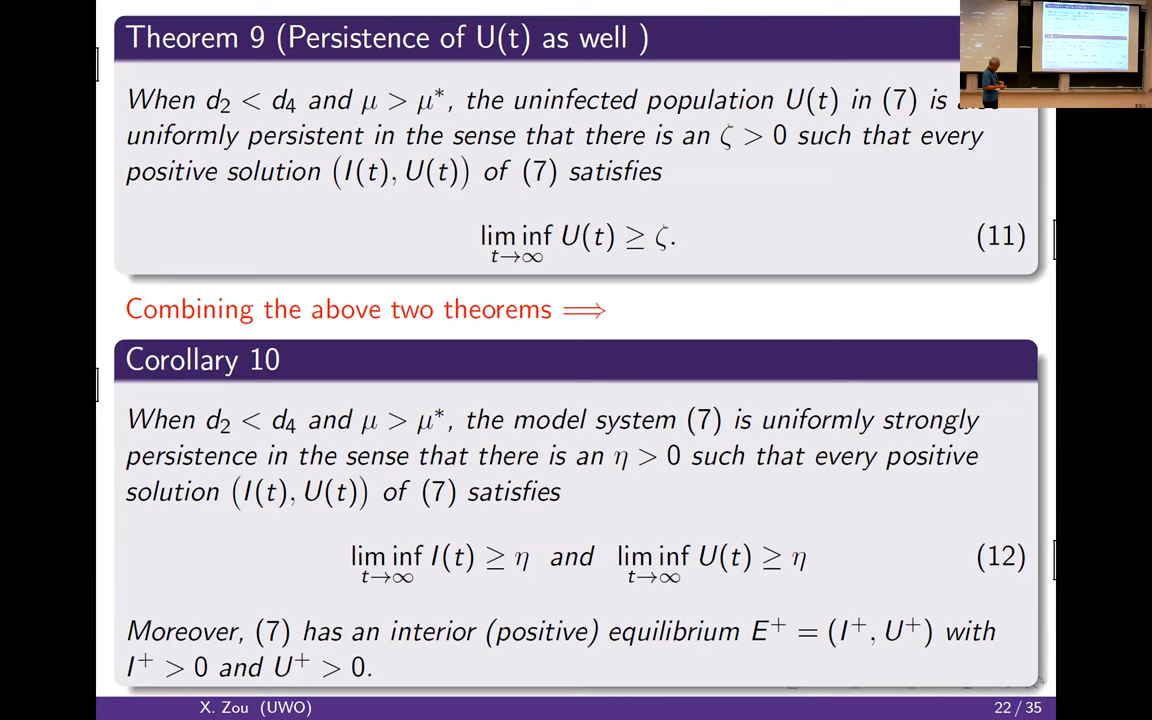 Theorem 9 (Persistence of U(t) as well )
When d₂ < d₄ and μ > μ*, the uninfected population U(t) in (7) is
uniformly persistent in the sense that there is an ζ > 0 such that every
positive solution (I(t), U(t)) of (7) satisfies
lim inf U(t) ≥ ζ. (11)
t→∞
Combining the above two theorems ⟹
Corollary 10
When d₂ < d₄ and μ > μ*, the model system (7) is uniformly strongly
persistence in the sense that there is an η > 0 such that every positive
solution (I(t), U(t)) of (7) satisfies
lim inf I(t) ≥ η and lim inf U(t) ≥ η (12)
t→∞ t→∞
Moreover, (7) has an interior (positive) equilibrium E⁺ = (I⁺, U⁺) with
I⁺ > 0 and U⁺ > 0.
X. Zou (UWO) 22 / 35